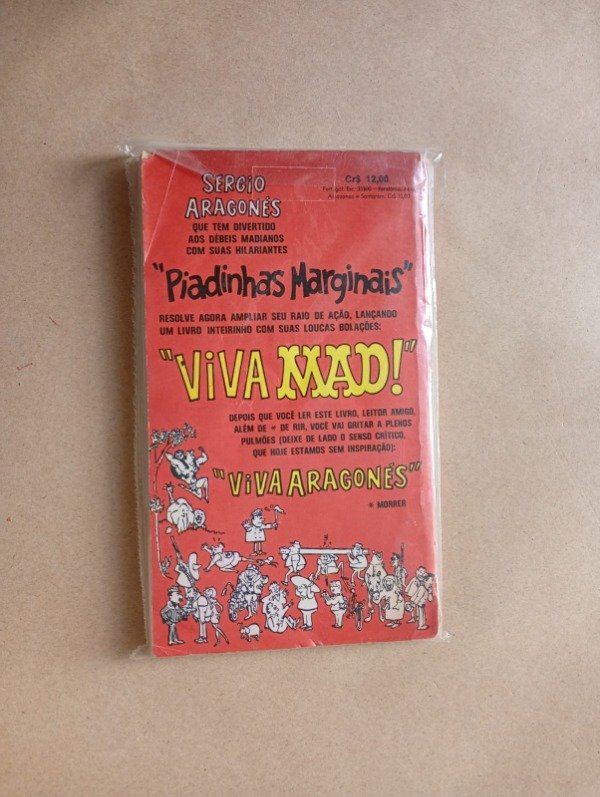 SERGIO
ARAGONÉS
QUE TEM DIVERTIDO
AOS DÉBEIS MADIANOS
COM SUAS HILARIANTES
Cr$ 12,00
Portugal: Esc.
"Piadinhas Marginais"
RESOLVE AGORA AMPLIAR SEU RAIO DE AÇÃO, LANÇANDO
UM LIVRO INTEIRINHO COM SUAS LOUCAS BOLAÇÕES:
"VIVA MAD!"
DEPOIS QUE VOCÊ LER ESTE LIVRO, LEITOR AMIGO,
ALÉM DE * DE RIR, VOCÊ VAI GRITAR A PLENOS
PULMÕES (DEIXE DE LADO O SENSO CRÍTICO,
QUE HOJE ESTAMOS SEM INSPIRAÇÃO):
"VIVA ARAGONÉS"
* MORRER